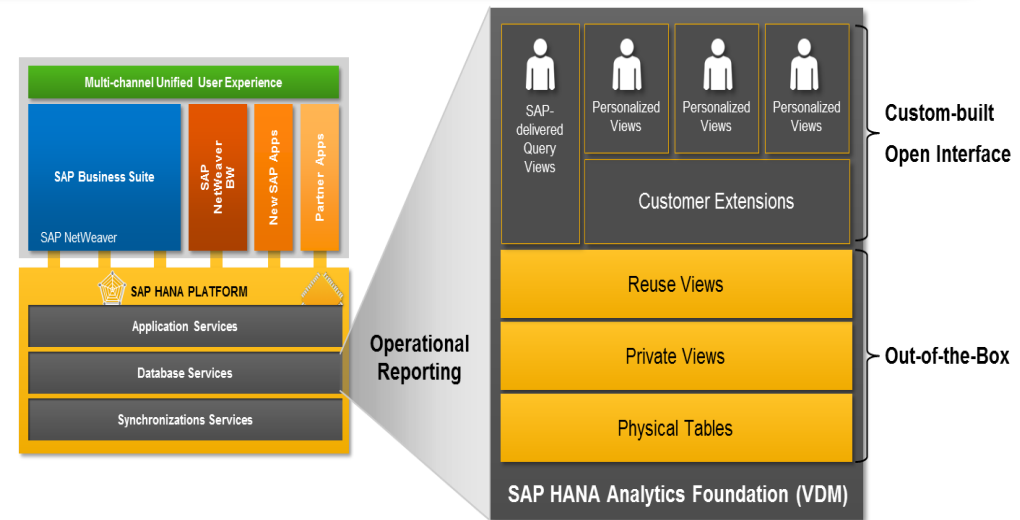 Multi-channel Unified User Experience
SAP Business Suite
SAP NetWeaver
SAP
NetWeaver
BW
New SAP Apps
Partner Apps
SAP HANA PLATFORM
Application Services
Database Services
Synchronizations Services
Operational
Reporting
SAP-
delivered
Query
Views
Personalized
Views
Personalized
Views
Personalized
Views
Customer Extensions
Reuse Views
Private Views
Physical Tables
SAP HANA Analytics Foundation (VDM)
Custom-built
Open Interface
Out-of-the-Box